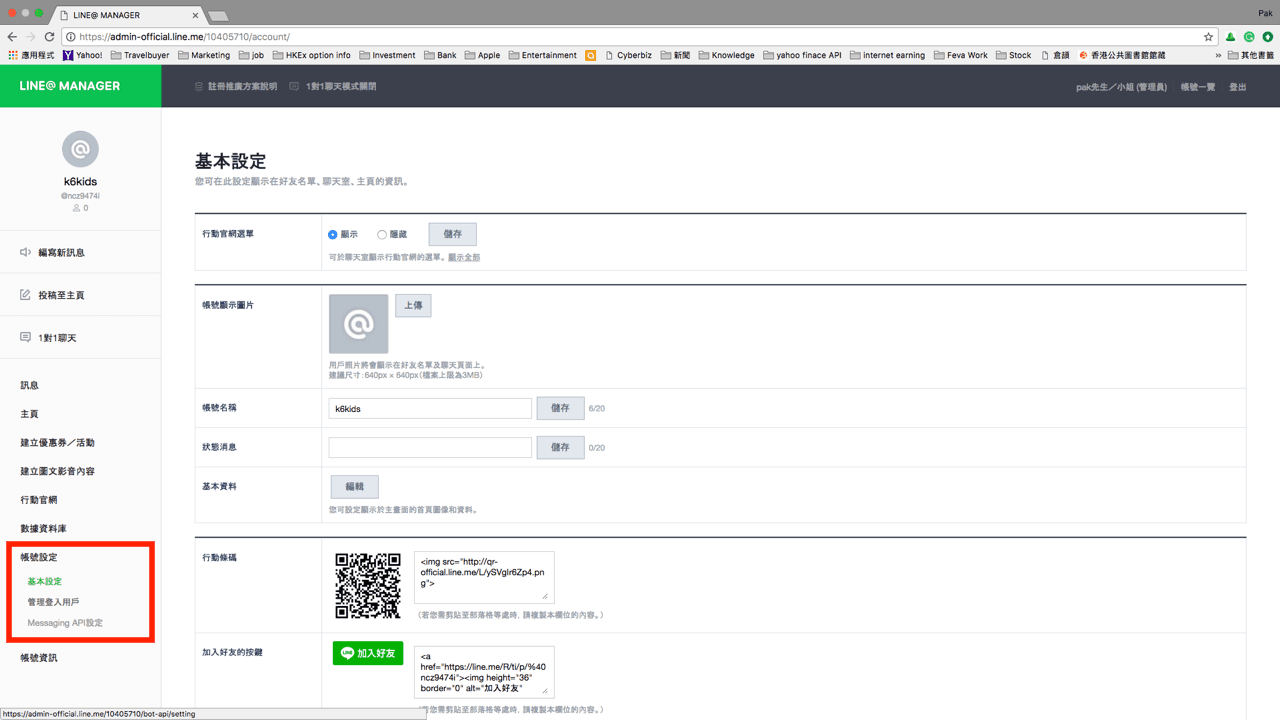 LINE@ MANAGER
Pak
https://admin-official.line.me/10405710/account/
應用程式 Yahoo! Travelbuyer Marketing job HKEx option info Investment Bank Apple Entertainment Cyberbiz 新聞 Knowledge yahoo finace API internet earning Feva Work Stock 倉頡 香港公共圖書館館藏 » 其他書籤
LINE@ MANAGER
註冊推廣方案說明 1對1聊天模式關閉
pak先生／小姐 (管理員) 帳號一覽 登出
k6kids
@ncz9474i
0
編寫新訊息
投稿至主頁
1對1聊天
訊息
主頁
建立優惠券／活動
建立圖文影音內容
行動官網
數據資料庫
帳號設定
基本設定
管理登入用戶
Messaging API設定
帳號資訊
基本設定
您可在此設定顯示在好友名單、聊天室、主頁的資訊。
行動官網選單
顯示 隱藏 儲存
可於聊天室顯示行動官網的選單。顯示全部
帳號顯示圖片
上傳
用戶照片將會顯示在好友名單及聊天頁面上。
建議尺寸：640px × 640px（檔案上限為3MB）
帳號名稱 k6kids 儲存 6/20
狀態消息 儲存 0/20
基本資料 編輯
您可設定顯示於主畫面的首頁圖像和資料。
行動條碼
<img src="http://qr-
official.line.me/L/ySVgIr6Zp4.pn
g">
（若您需剪貼至部落格等處時，請複製本欄位的內容。）
加入好友的按鍵
LINE 加入好友
<a
href="https://line.me/R/ti/p/%40
ncz9474i"><img height="36"
border="0" alt="加入好友"
（若您需剪貼至部落格等處時，請複製本欄位的內容。）
https://admin-official.line.me/10405710/bot-api/setting